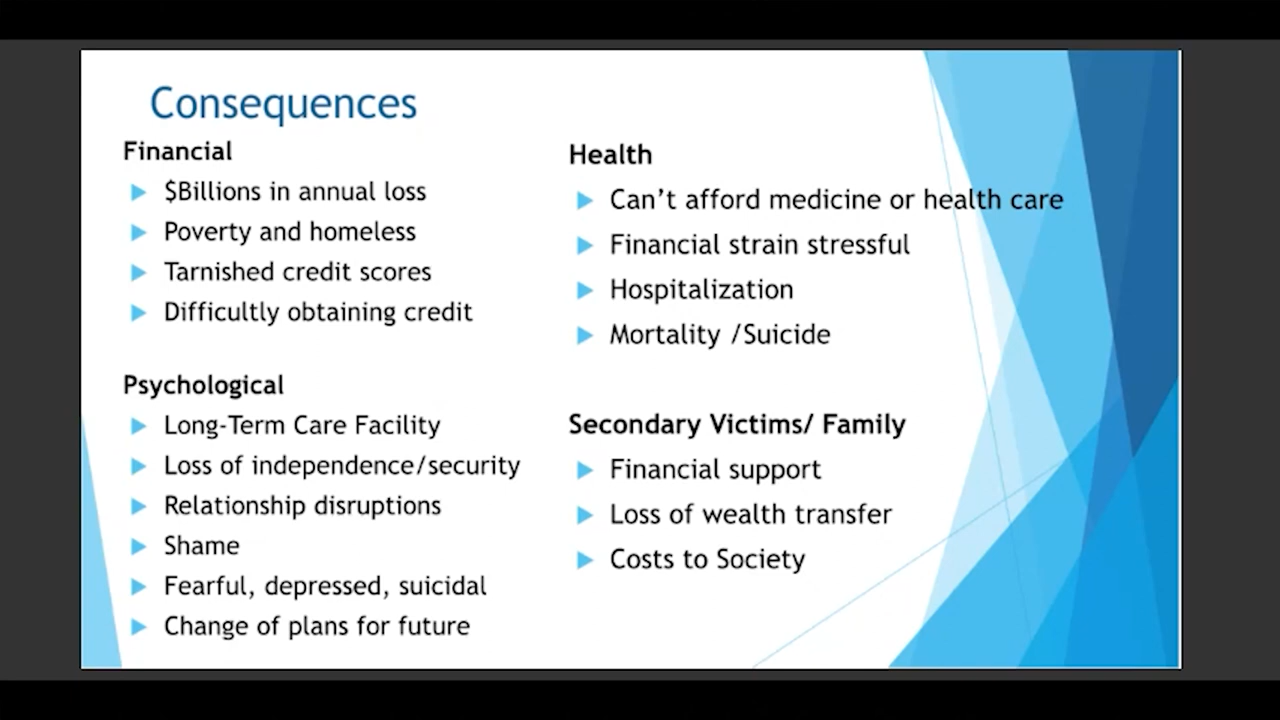 Consequences
Financial
$Billions in annual loss
Poverty and homeless
Tarnished credit scores
Difficultly obtaining credit
Psychological
Long-Term Care Facility
Loss of independence/security
Relationship disruptions
Shame
Fearful, depressed, suicidal
Change of plans for future
Health
Can’t afford medicine or health care
Financial strain stressful
Hospitalization
Mortality /Suicide
Secondary Victims/ Family
Financial support
Loss of wealth transfer
Costs to Society